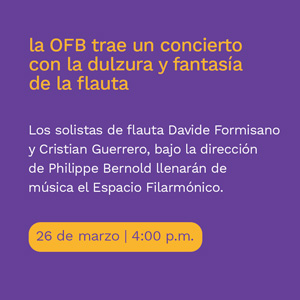 la OFB trae un concierto
con la dulzura y fantasía
de la flauta
Los solistas de flauta Davide Formisano
y Cristian Guerrero, bajo la dirección
de Philippe Bernold llenarán de
música el Espacio Filarmónico.
26 de marzo | 4:00 p.m.